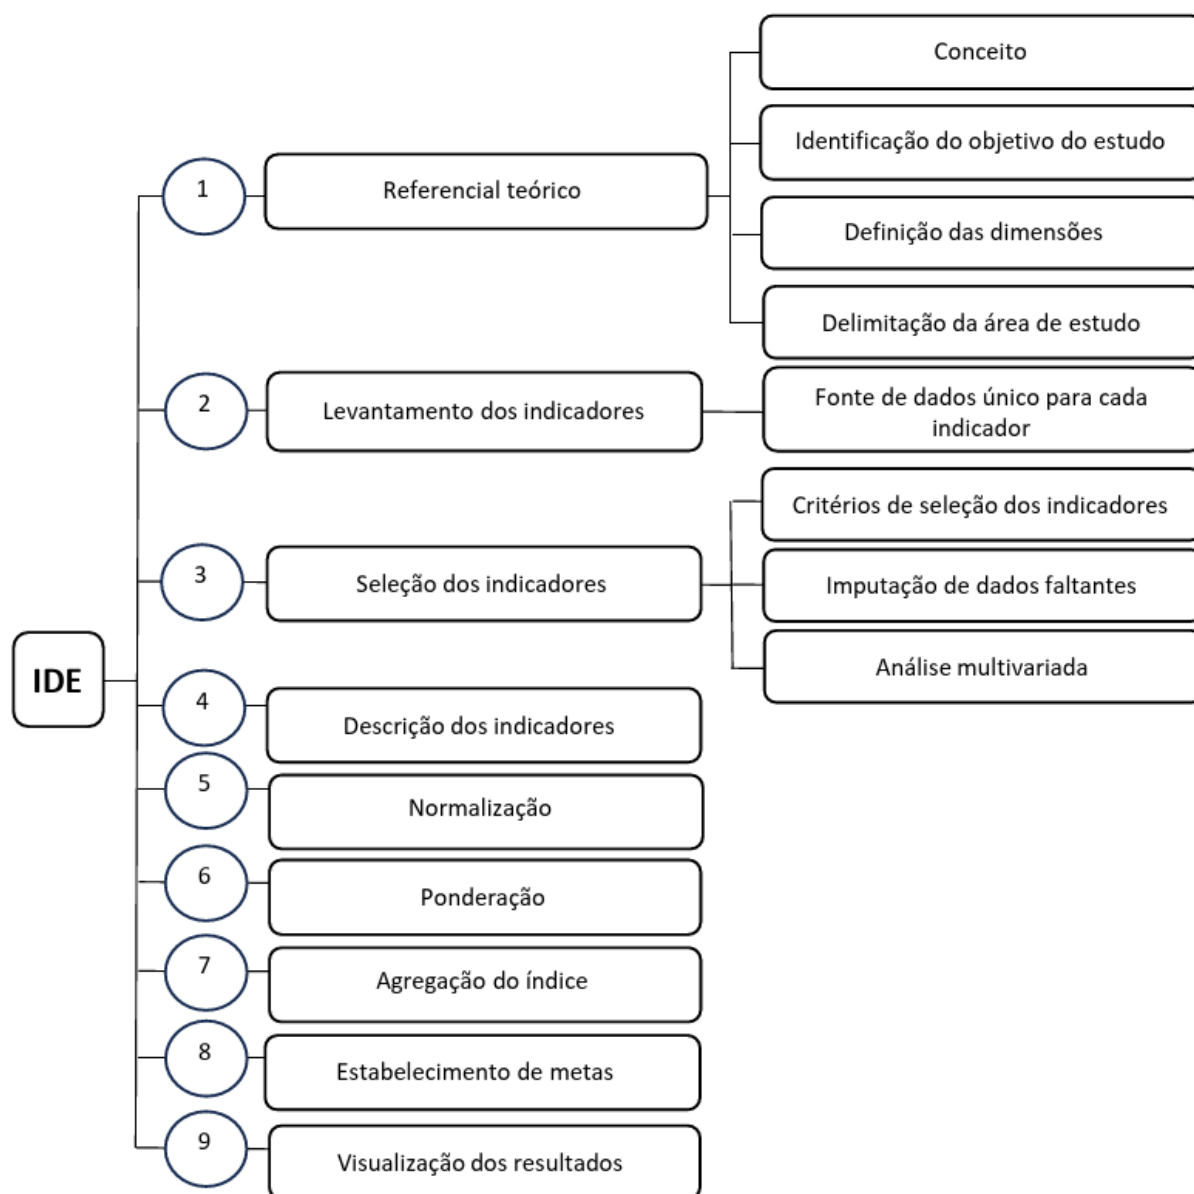 IDE
1
Referencial teórico
Conceito
Identificação do objetivo do estudo
Definição das dimensões
Delimitação da área de estudo
2
Levantamento dos indicadores
Fonte de dados único para cada
indicador
3
Seleção dos indicadores
Critérios de seleção dos indicadores
Imputação de dados faltantes
Análise multivariada
4
Descrição dos indicadores
5
Normalização
6
Ponderação
7
Agregação do índice
8
Estabelecimento de metas
9
Visualização dos resultados